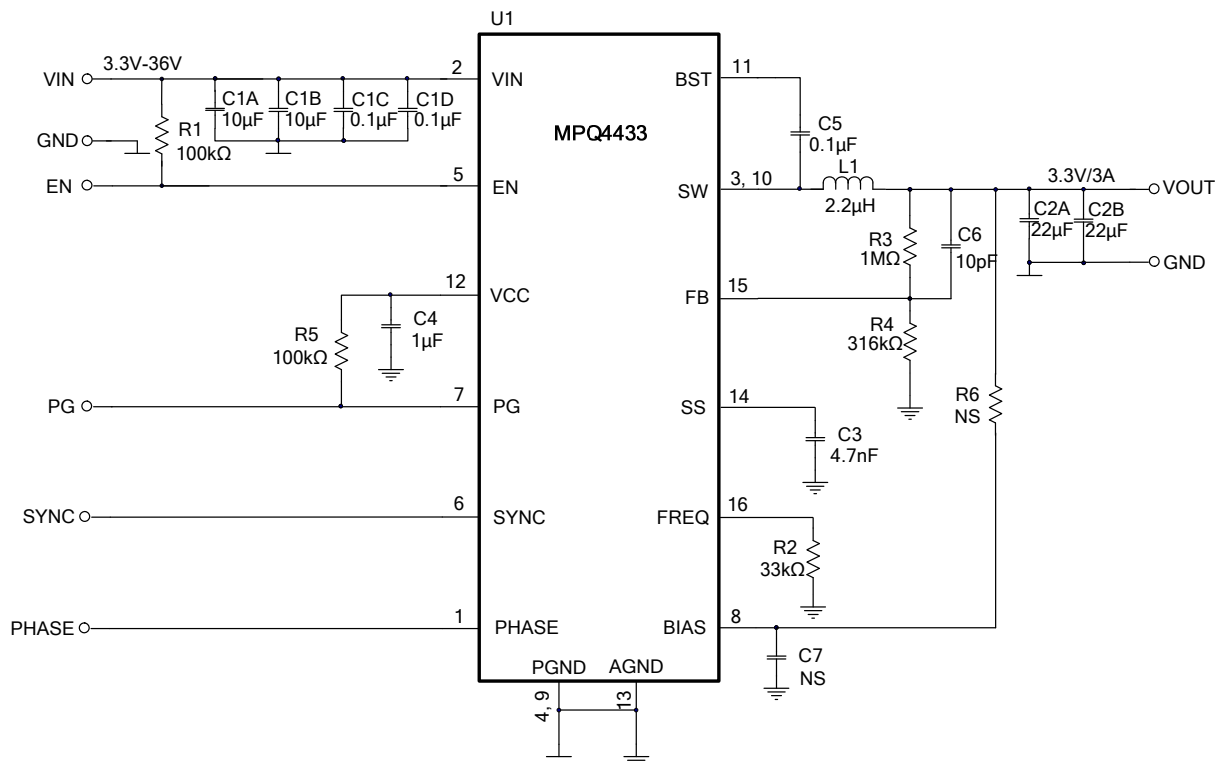 U1
MPQ4433
VIN
3.3V-36V
2
VIN
C1A
10µF
C1B
10µF
C1C
0.1µF
C1D
0.1µF
GND
R1
100kΩ
EN
5
EN
12
VCC
R5
100kΩ
C4
1µF
PG
7
PG
SYNC
6
SYNC
PHASE
1
PHASE
PGND
4, 9
AGND
13
BST
11
C5
0.1µF
SW
3, 10
L1
2.2µH
3.3V/3A
VOUT
C2A
22µF
C2B
22µF
GND
R3
1MΩ
C6
10pF
FB
15
R4
316kΩ
SS
14
C3
4.7nF
R6
NS
FREQ
16
R2
33kΩ
BIAS
8
C7
NS